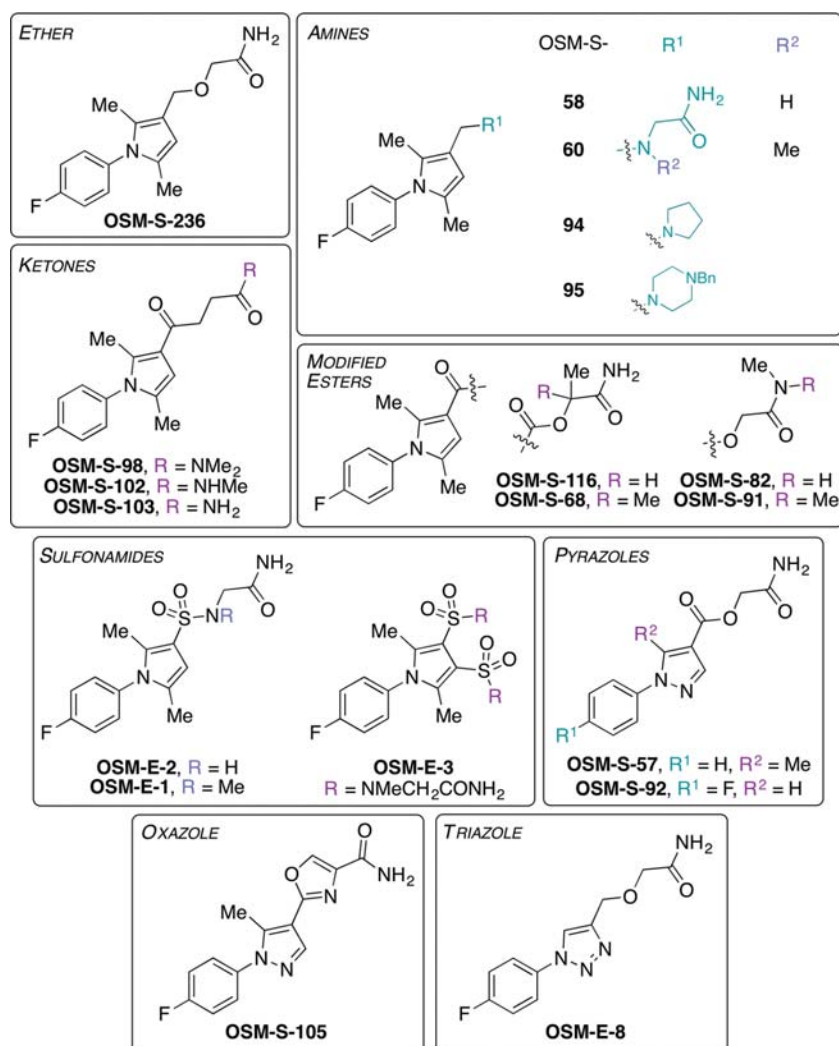 ETHER
NH2
O
O
Me
N
Me
F
OSM-S-236
AMINES
OSM-S- R1 R2
58 H
60 Me
NH2
O
N
R2
94
N
95
N
NBn
R1
Me
N
Me
F
KETONES
R
O
O
Me
N
Me
F
OSM-S-98, R = NMe2
OSM-S-102, R = NHMe
OSM-S-103, R = NH2
MODIFIED
ESTERS
O
Me
N
Me
F
Me NH2
R
O
O
O
OSM-S-116, R = H
OSM-S-68, R = Me
Me
N R
O
O
OSM-S-82, R = H
OSM-S-91, R = Me
SULFONAMIDES
NH2
O
O
S NR
O
Me
N
Me
F
OSM-E-2, R = H
OSM-E-1, R = Me
O
O
S
R
O
S
O
R
Me
N
Me
F
OSM-E-3
R = NMeCH2CONH2
PYRAZOLES
NH2
O
O
O
R2
N
N
R1
OSM-S-57, R1 = H, R2 = Me
OSM-S-92, R1 = F, R2 = H
OXAZOLE
O
O
NH2
N
Me
N
N
F
OSM-S-105
TRIAZOLE
NH2
O
O
N
N
N
F
OSM-E-8